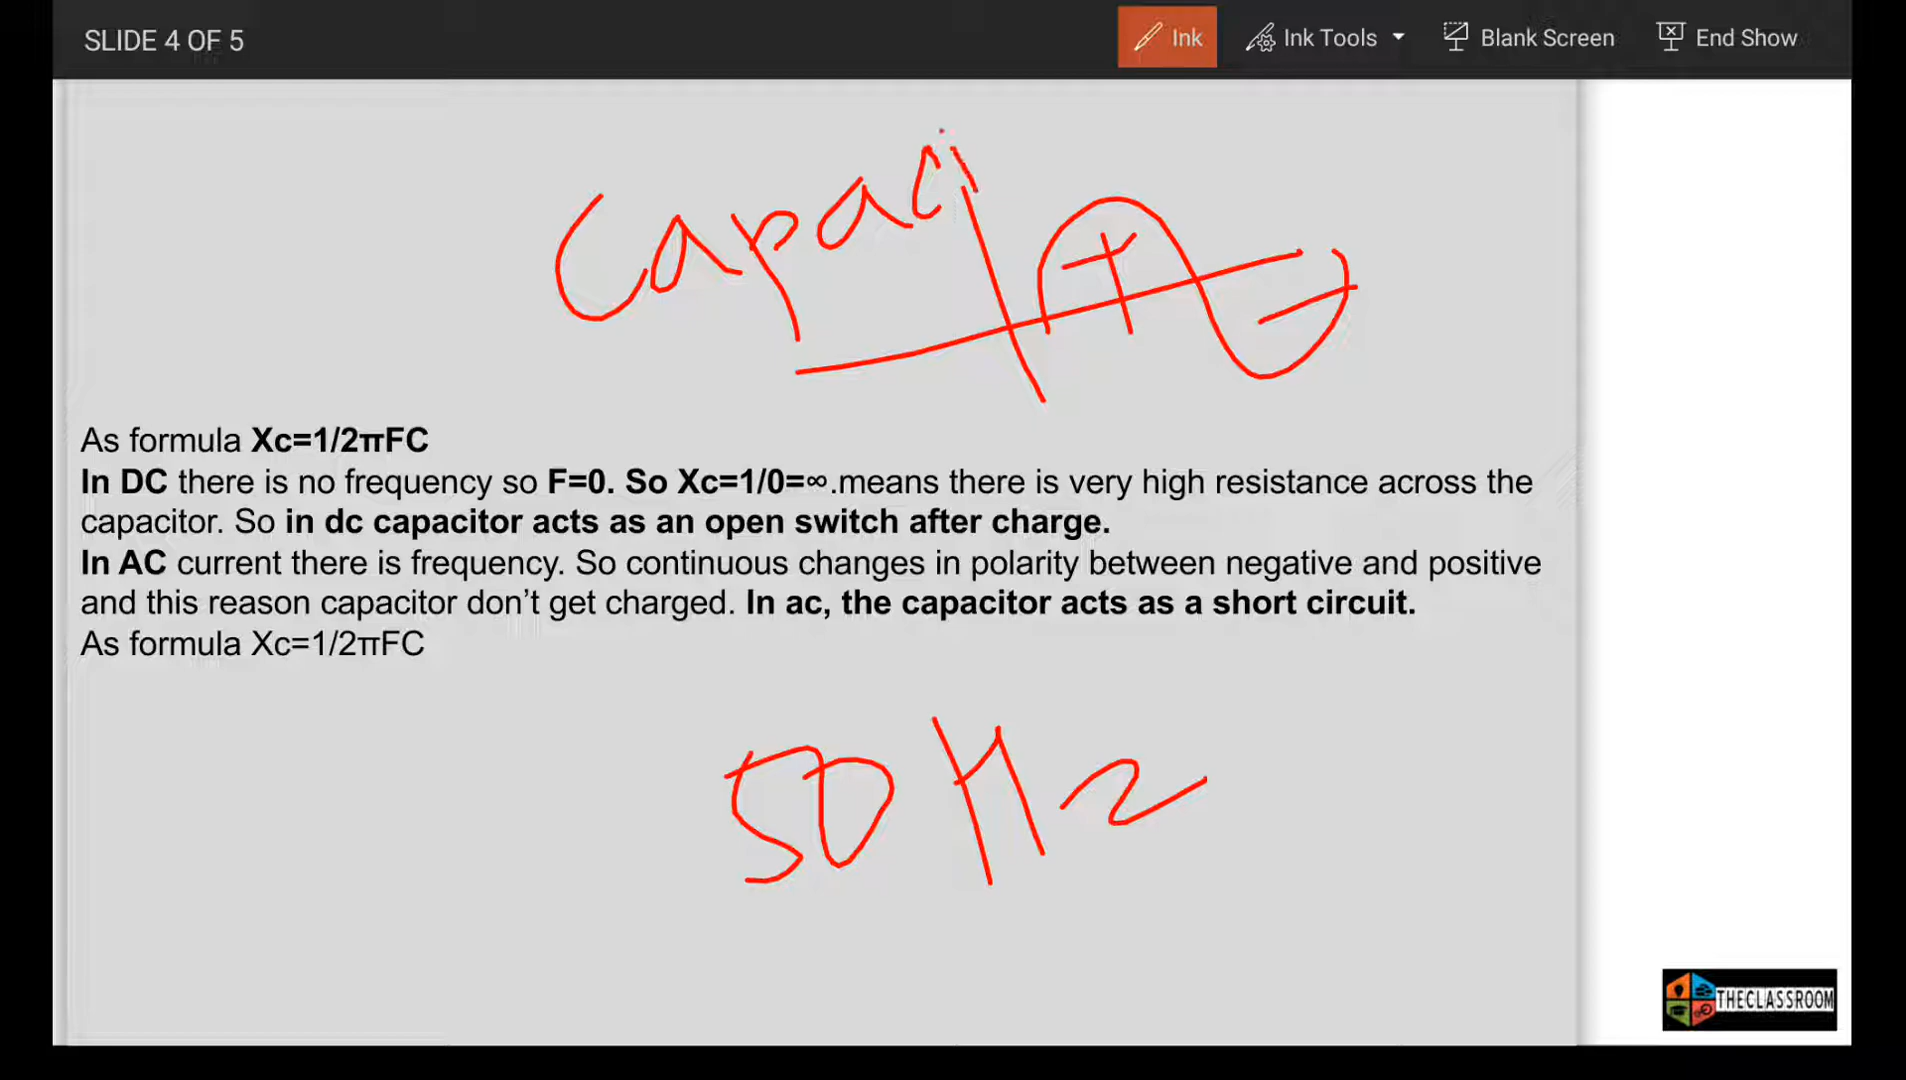 SLIDE 4 OF 5
Ink
Ink Tools
Blank Screen
End Show
Capaci
+
-
As formula Xc=1/2πFC
In DC there is no frequency so F=0. So Xc=1/0=∞.means there is very high resistance across the
capacitor. So in dc capacitor acts as an open switch after charge.
In AC current there is frequency. So continuous changes in polarity between negative and positive
and this reason capacitor don’t get charged. In ac, the capacitor acts as a short circuit.
As formula Xc=1/2πFC
50 Hz
THECLASSROOM